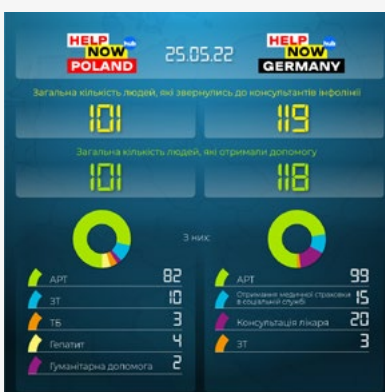 HELP
NOW hub
POLAND
25.05.22
HELP
NOW hub
GERMANY
Загальна кількість людей, які звернулись до консультантів інфолінії
101
119
Загальна кількість людей, які отримали допомогу
101
118
З них:
АРТ 82
ЗТ 10
ТБ 3
Гепатит 4
Гуманітарна допомога 2
АРТ 99
Отримання медичної страховки
в соціальній службі 15
Консультація лікаря 20
ЗТ 3